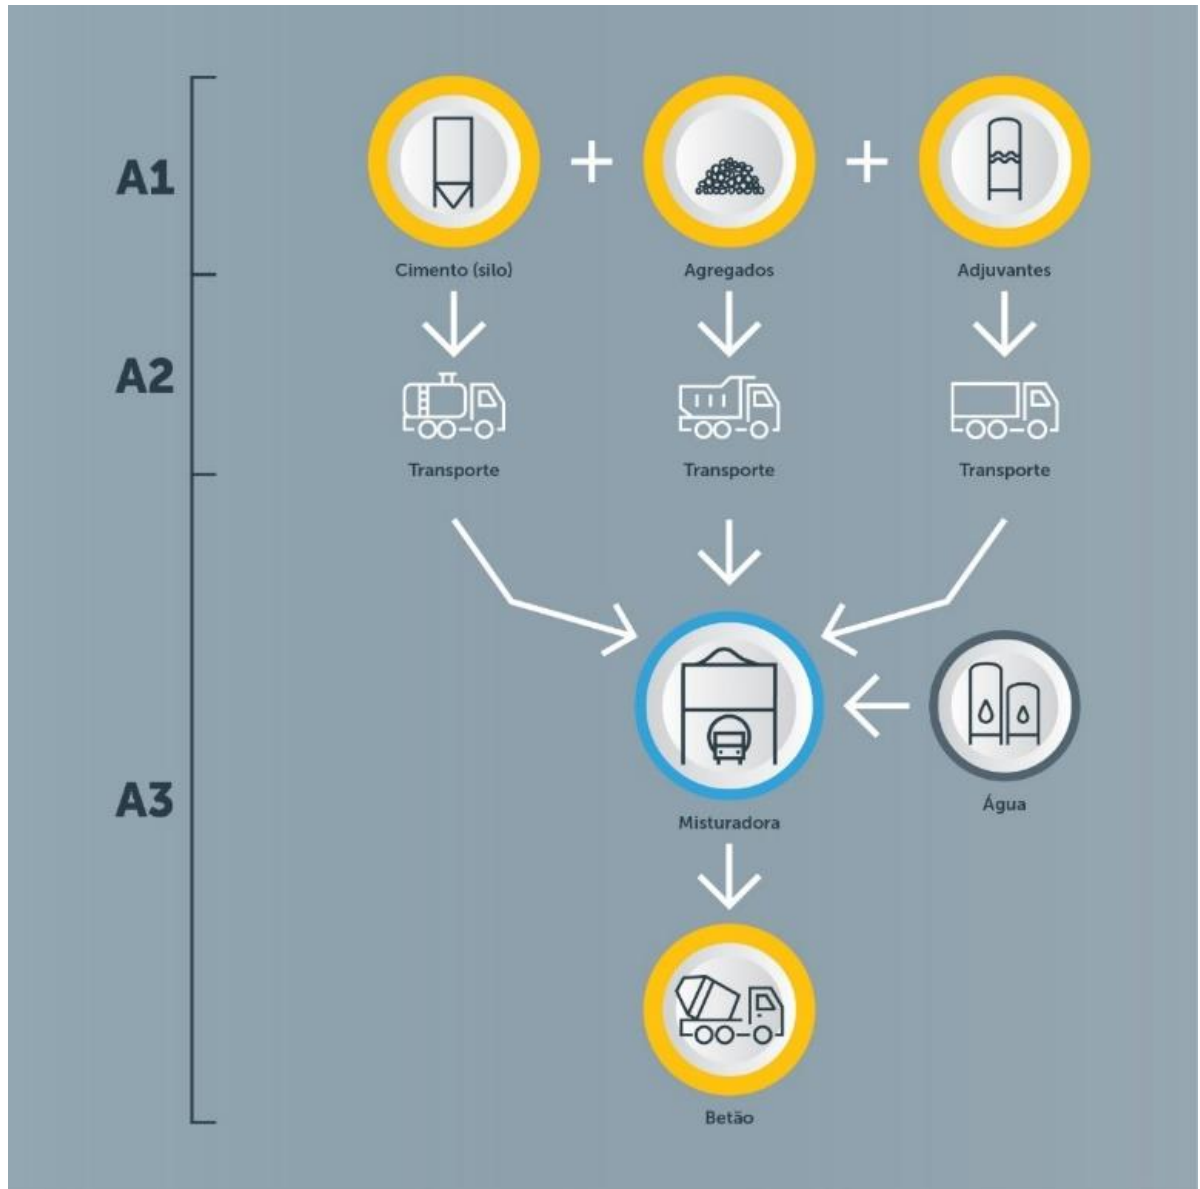 A1
Cimento (silo)
Agregados
Adjuvantes
A2
Transporte
Transporte
Transporte
A3
Misturadora
Água
Betão